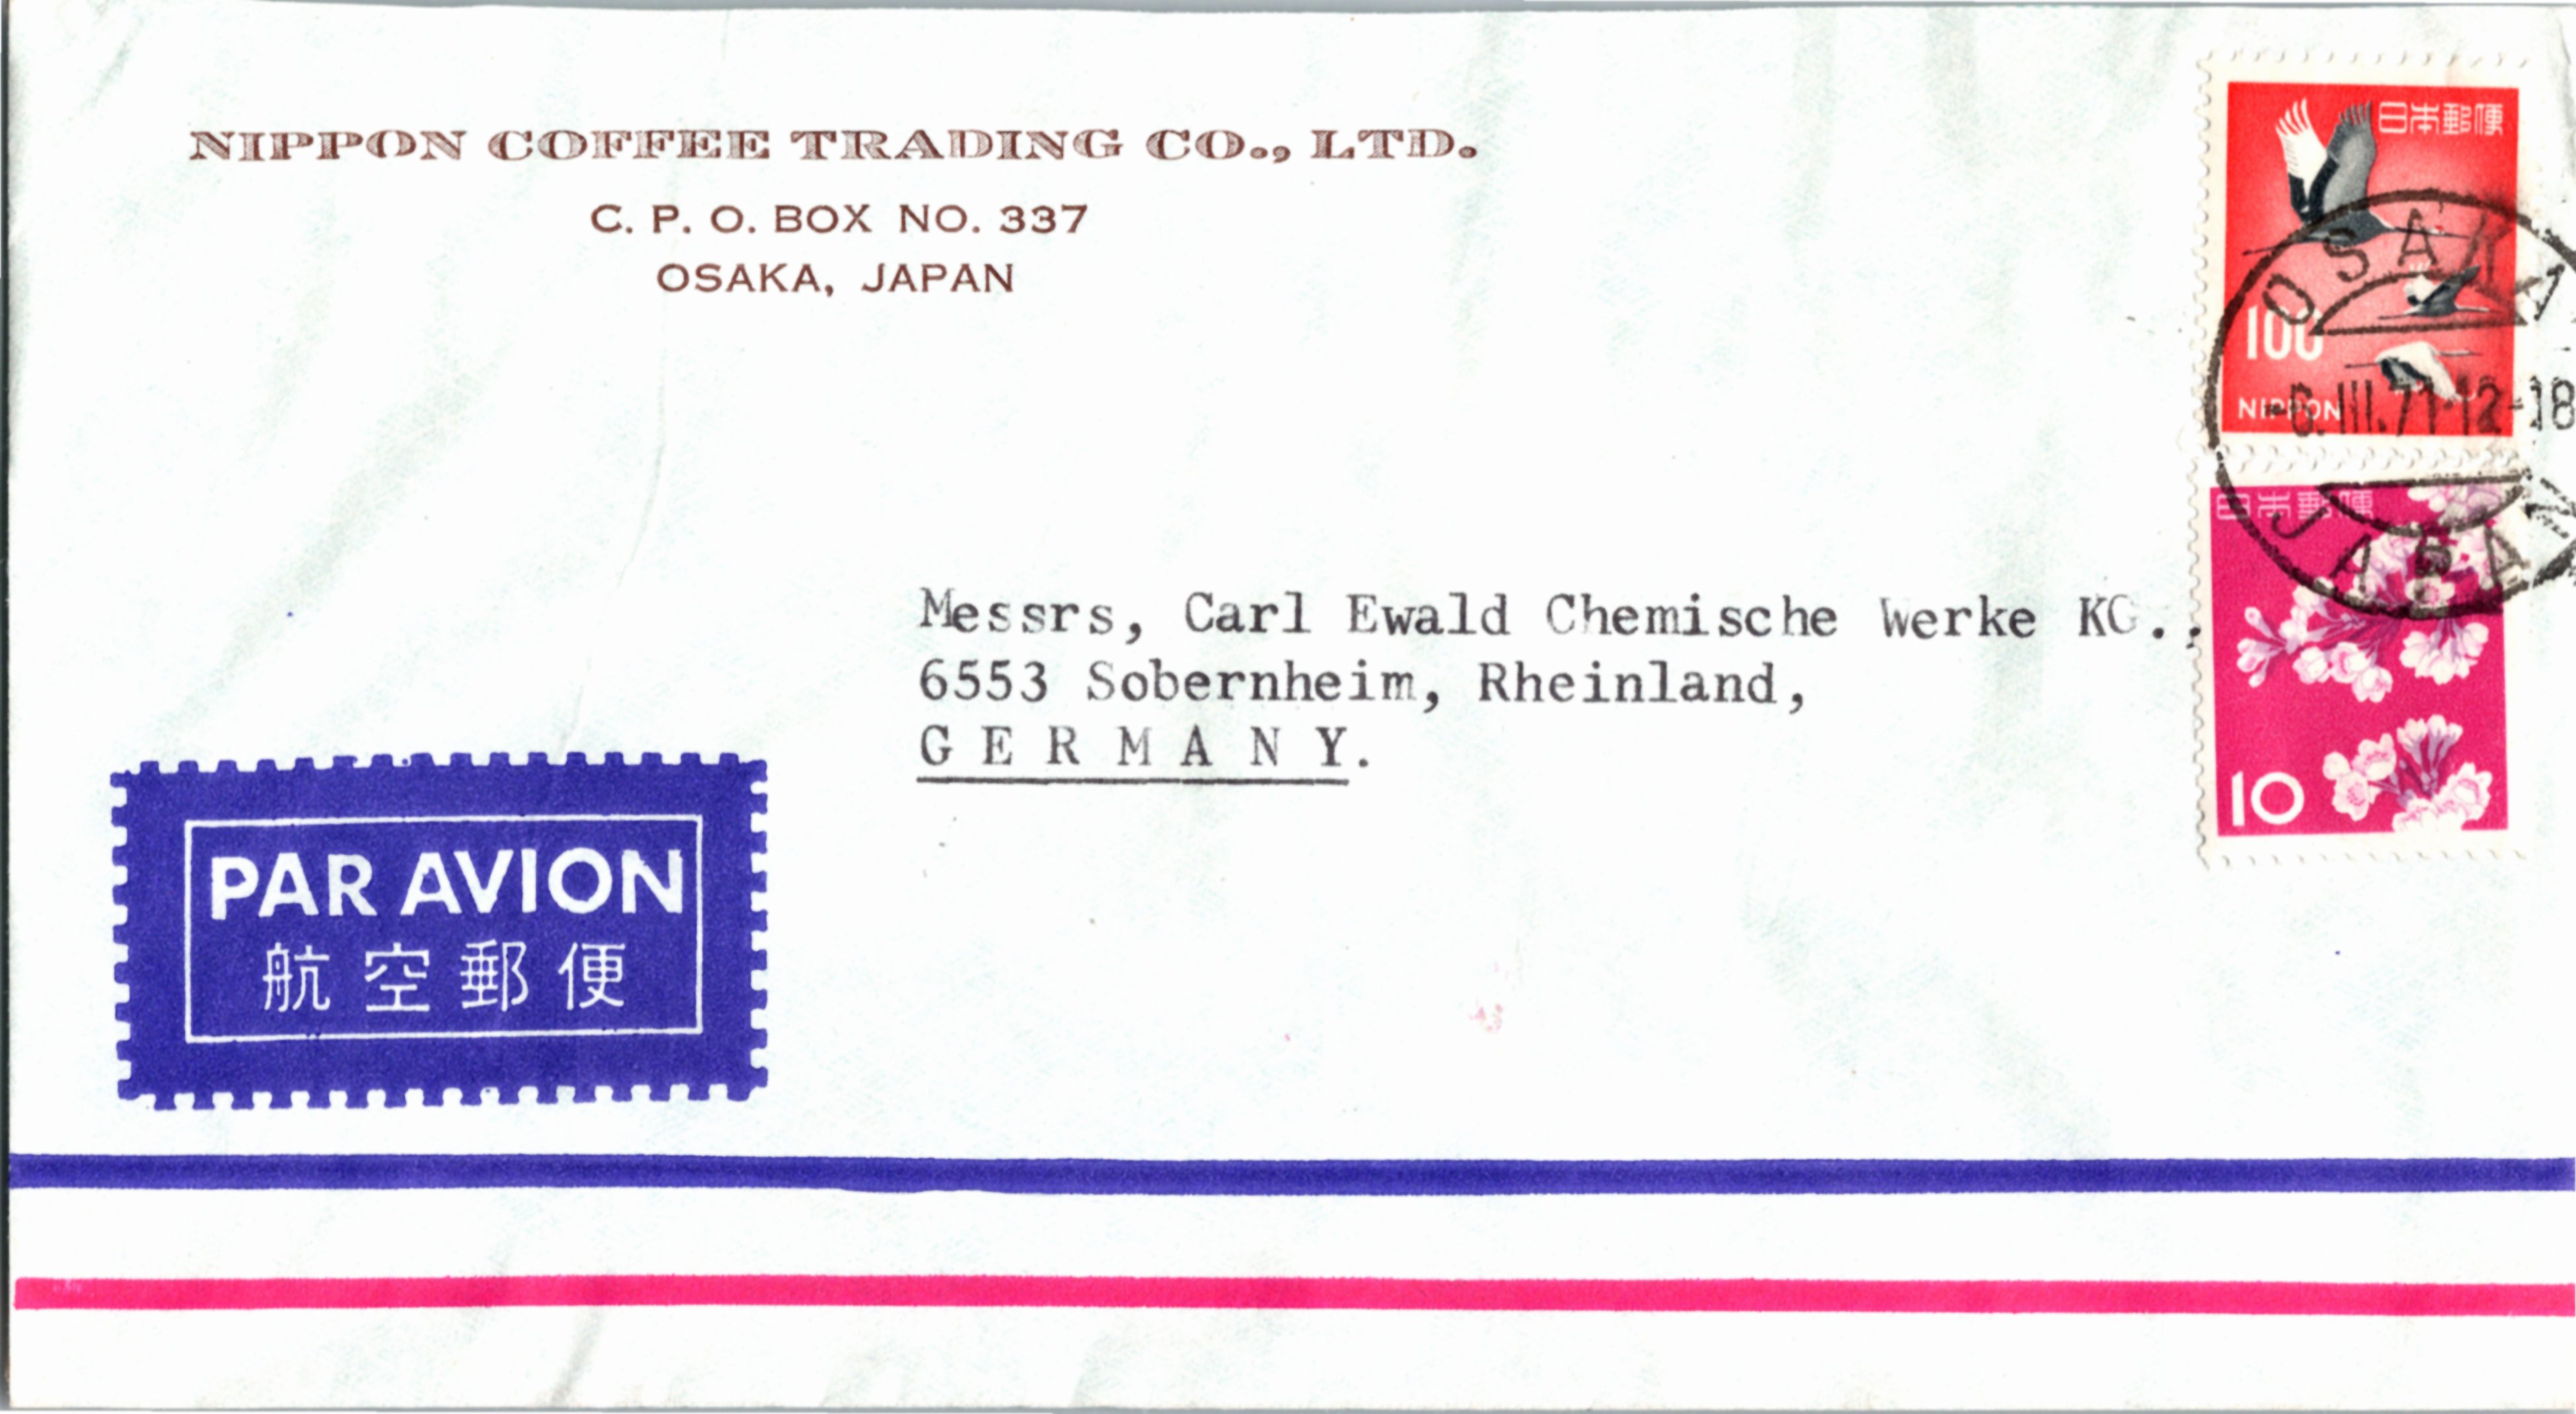 NIPPON COFFEE TRADING CO., LTD.
C. P. O. BOX NO. 337
OSAKA, JAPAN
日本郵便
100
NIPPON
OSAKA
-6.III.71 12-18
JAPAN
日本郵便
10
Messrs, Carl Ewald Chemische Werke KG.,
6553 Sobernheim, Rheinland,
G E R M A N Y.
PAR AVION
航空郵便